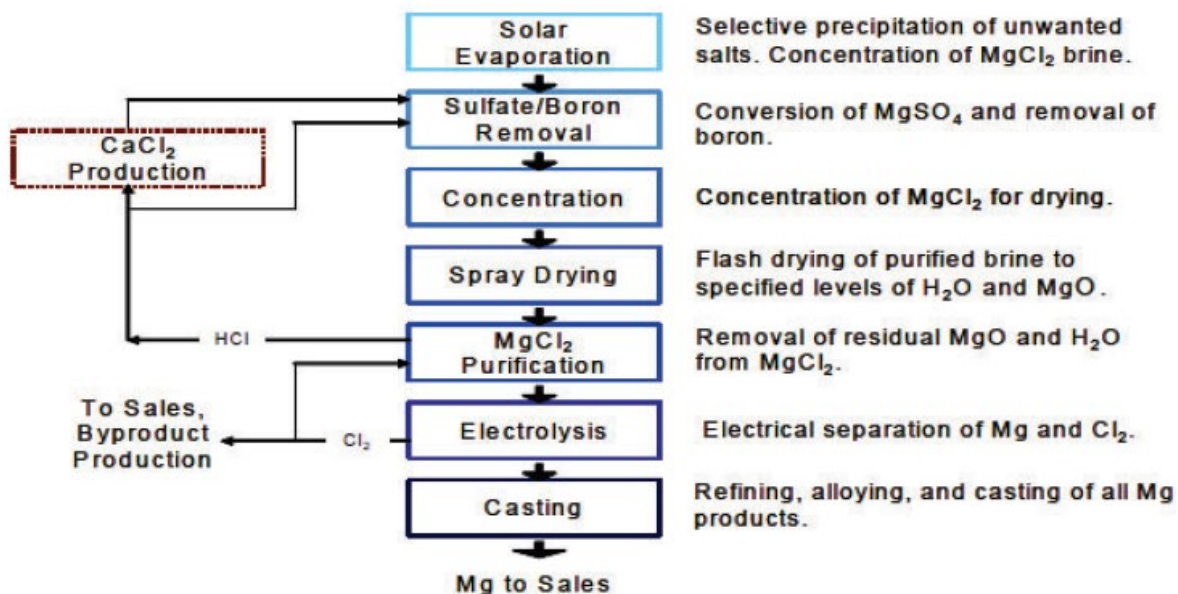 Solar
Evaporation
Selective precipitation of unwanted
salts. Concentration of MgCl₂ brine.
Sulfate/Boron
Removal
Conversion of MgSO₄ and removal of
boron.
CaCl₂
Production
Concentration
Concentration of MgCl₂ for drying.
Spray Drying
Flash drying of purified brine to
specified levels of H₂O and MgO.
HCl
MgCl₂
Purification
Removal of residual MgO and H₂O
from MgCl₂.
To Sales,
Byproduct
Production
Cl₂
Electrolysis
Electrical separation of Mg and Cl₂.
Casting
Refining, alloying, and casting of all Mg
products.
Mg to Sales